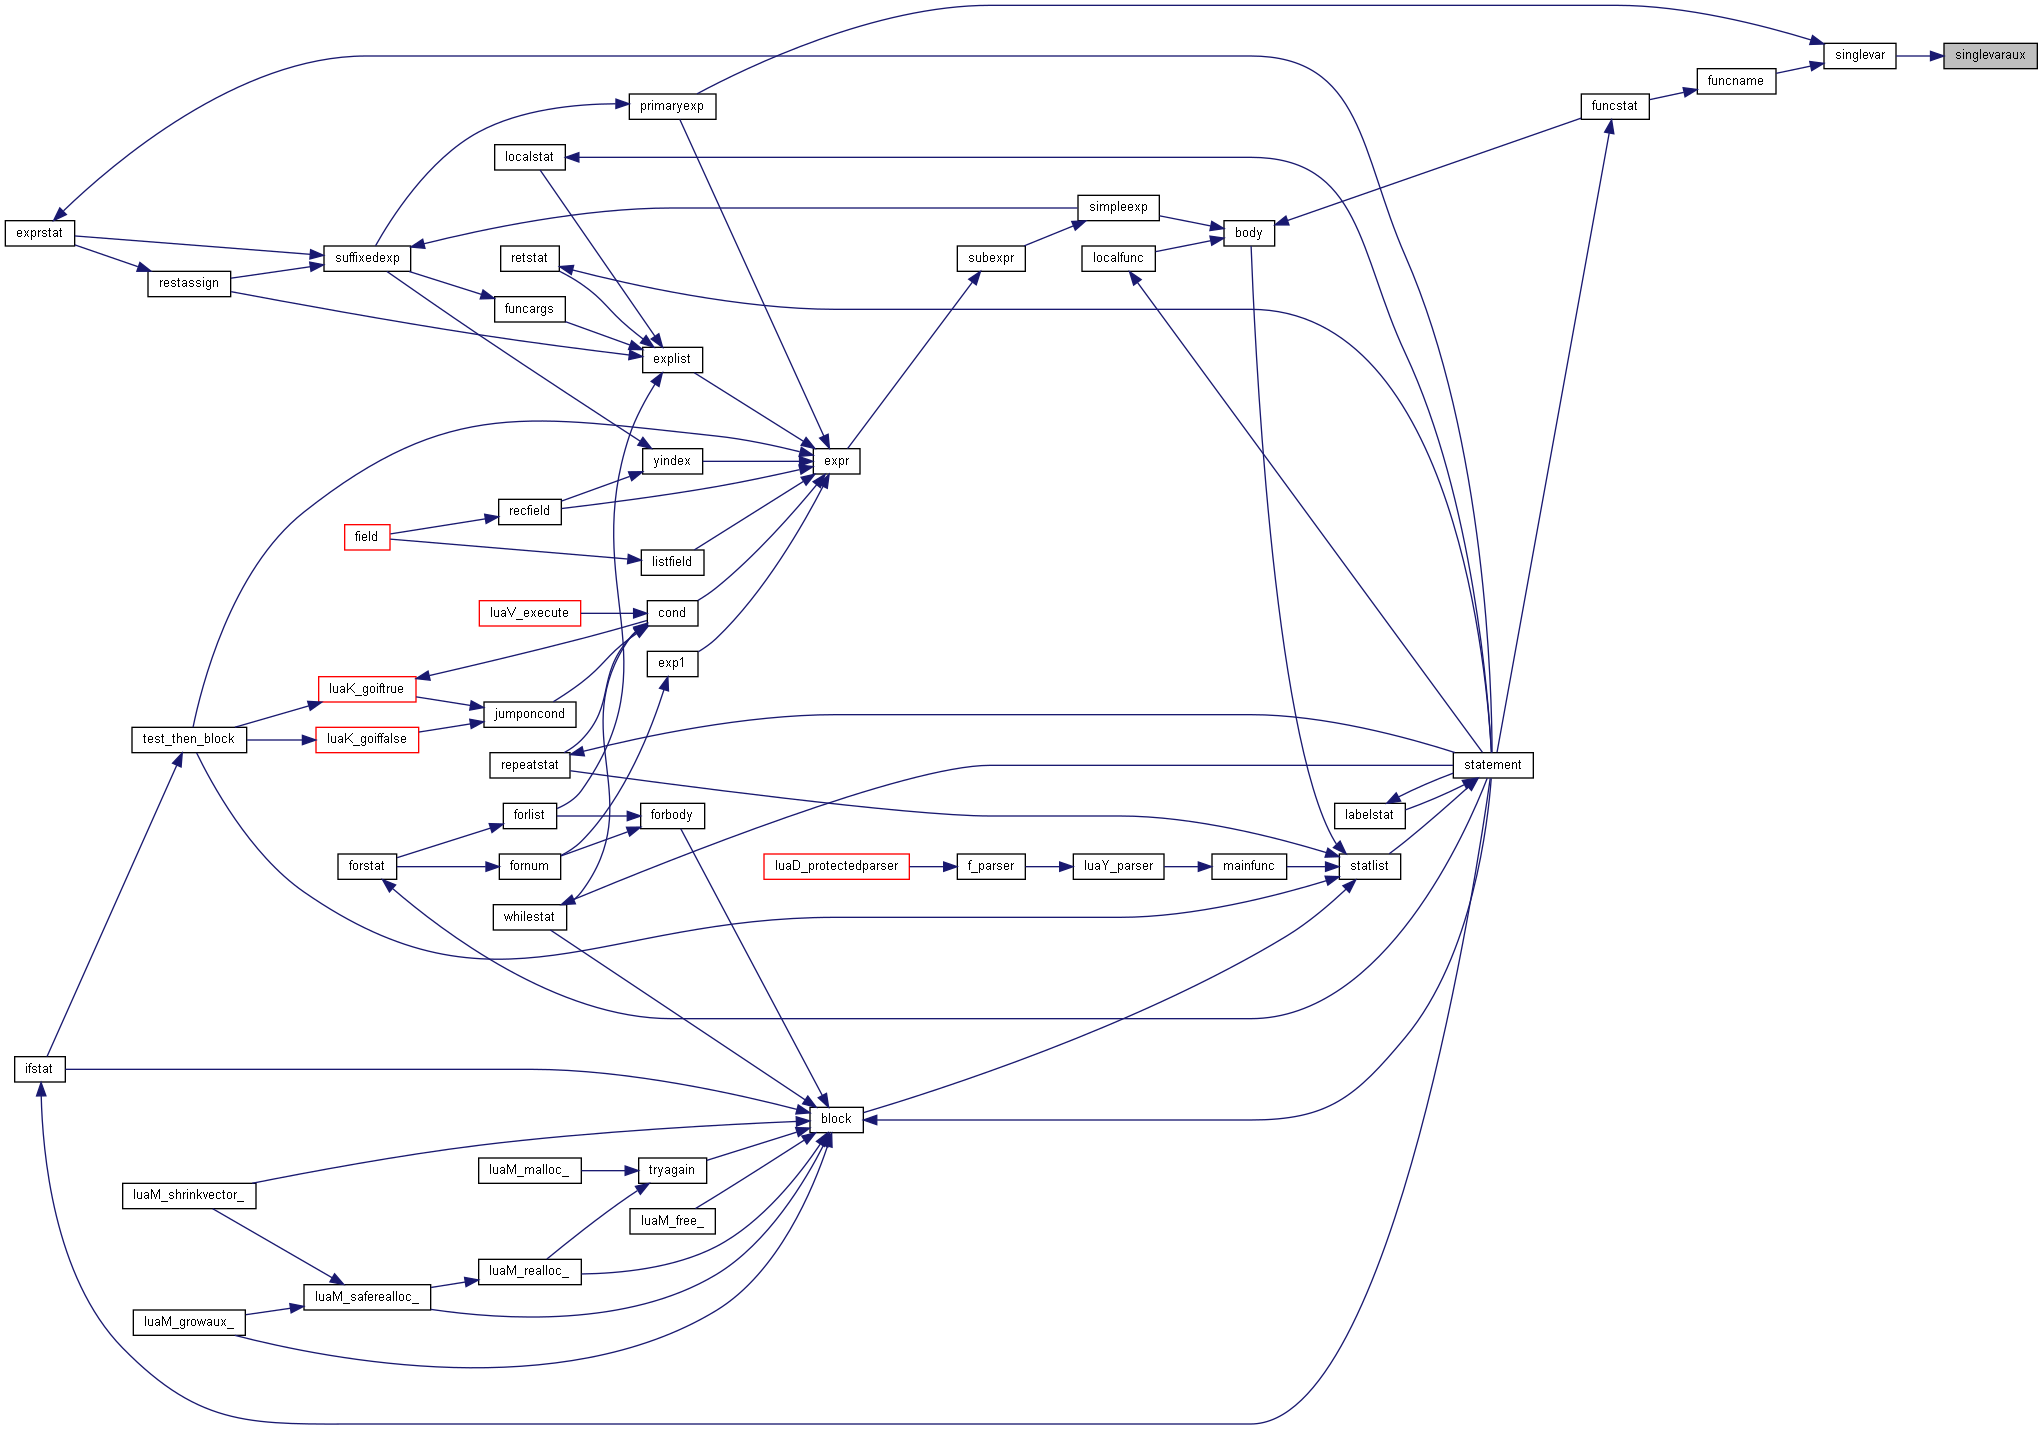 singlevar
singlevaraux
funcname
primaryexp
funcstat
localstat
simpleexp
exprstat
body
suffixedexp
retstat
subexpr
localfunc
restassign
funcargs
explist
yindex
expr
recfield
field
listfield
luaV_execute
cond
exp1
luaK_goiftrue
jumponcond
test_then_block
luaK_goiffalse
repeatstat
statement
forlist
forbody
labelstat
forstat
fornum
luaD_protectedparser
f_parser
luaY_parser
mainfunc
statlist
whilestat
ifstat
block
luaM_malloc_
tryagain
luaM_shrinkvector_
luaM_free_
luaM_realloc_
luaM_saferealloc_
luaM_growaux_